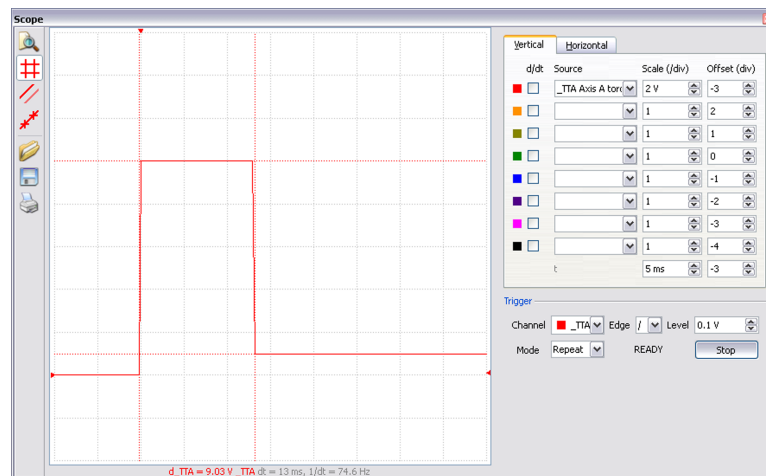 Scope
Vertical Horizontal
d/dt Source Scale (/div) Offset (div)
_TTA Axis A torc 2 V -3
1 2
1 1
1 0
1 -1
1 -2
1 -3
1 -4
t 5 ms -3
Trigger
Channel _TTA Edge / Level 0.1 V
Mode Repeat READY Stop
d_TTA = 9.03 V _TTA dt = 13 ms, 1/dt = 74.6 Hz